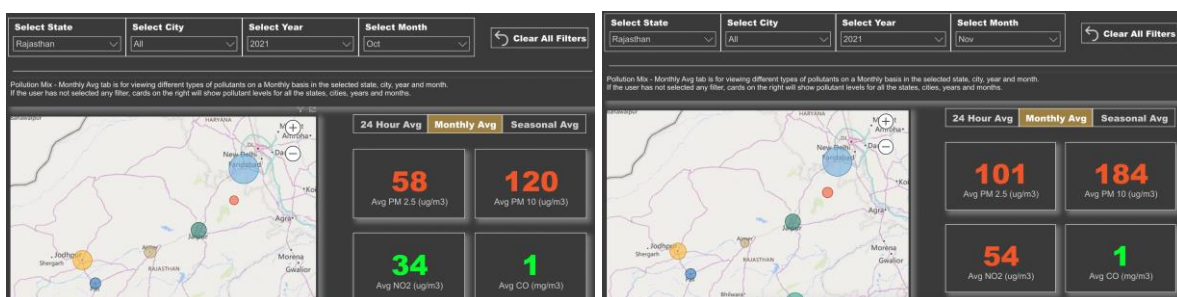 Select State Select City Select Year Select Month
Rajasthan All 2021 Oct
Clear All Filters
Pollution Mix - Monthly Avg tab is for viewing different types of pollutants on a Monthly basis in the selected state, city, year and month.
If the user has not selected any filter, cards on the right will show pollutant levels for all the states, cities, years and months.
24 Hour Avg Monthly Avg Seasonal Avg
HARYANA
Amroha
New Delhi
Faridabad
Agra
Jaipur
Ajmer
Jodhpur
Shergarh
Pali
RAJASTHAN
Morena
Gwalior
58
Avg PM 2.5 (ug/m3)
120
Avg PM 10 (ug/m3)
34
Avg NO2 (ug/m3)
1
Avg CO (mg/m3)
Select State Select City Select Year Select Month
Rajasthan All 2021 Nov
Clear All Filters
Pollution Mix - Monthly Avg tab is for viewing different types of pollutants on a Monthly basis in the selected state, city, year and month.
If the user has not selected any filter, cards on the right will show pollutant levels for all the states, cities, years and months.
24 Hour Avg Monthly Avg Seasonal Avg
HARYANA
Amroha
New Delhi
Agra
Jaipur
Jodhpur
Shergarh
RAJASTHAN
Morena
Gwalior
Bhilwara
101
Avg PM 2.5 (ug/m3)
184
Avg PM 10 (ug/m3)
54
Avg NO2 (ug/m3)
1
Avg CO (mg/m3)